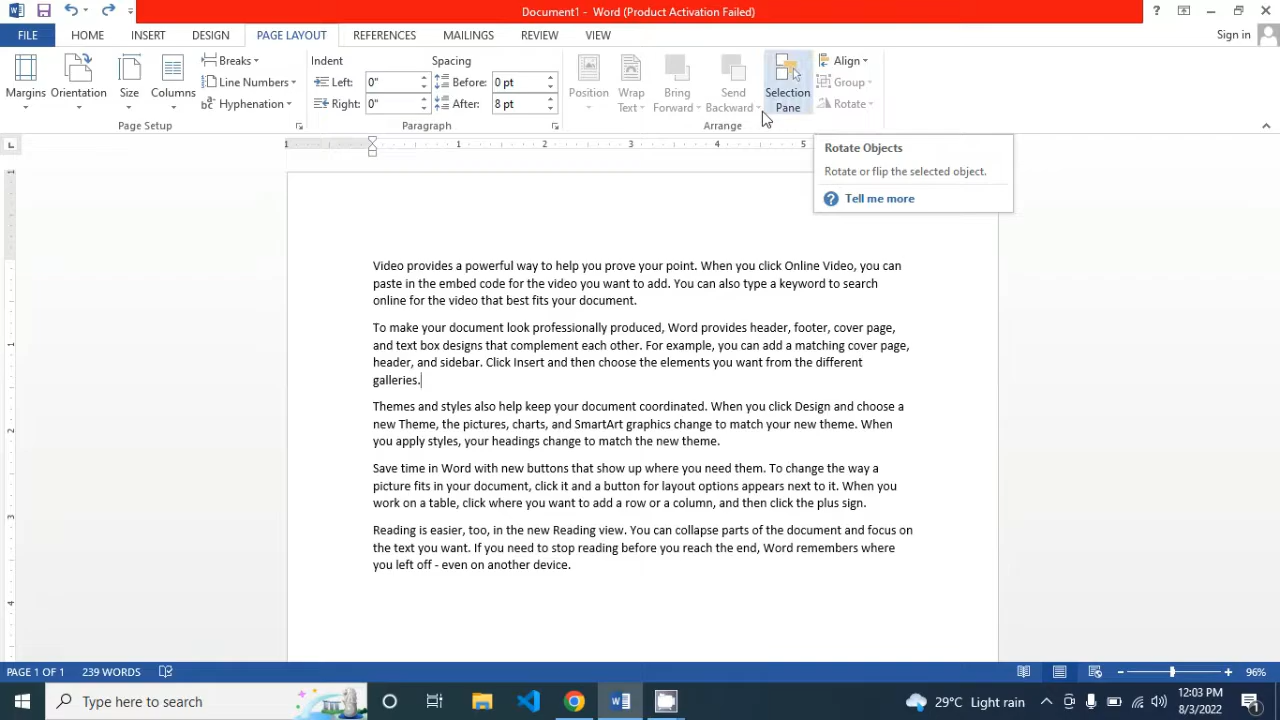 Document1 - Word (Product Activation Failed)
?
Sign in
FILE HOME INSERT DESIGN PAGE LAYOUT REFERENCES MAILINGS REVIEW VIEW
Margins
Orientation
Size
Columns
Breaks
Line Numbers
Hyphenation
Page Setup
Indent
Left: 0"
Right: 0"
Spacing
Before: 0 pt
After: 8 pt
Paragraph
Position
Wrap
Text
Bring
Forward
Send
Backward
Selection
Pane
Align
Group
Rotate
Arrange
Rotate Objects
Rotate or flip the selected object.
? Tell me more
1 1 2 3 4 5
1
1
2
3
4
Video provides a powerful way to help you prove your point. When you click Online Video, you can
paste in the embed code for the video you want to add. You can also type a keyword to search
online for the video that best fits your document.
To make your document look professionally produced, Word provides header, footer, cover page,
and text box designs that complement each other. For example, you can add a matching cover page,
header, and sidebar. Click Insert and then choose the elements you want from the different
galleries.
Themes and styles also help keep your document coordinated. When you click Design and choose a
new Theme, the pictures, charts, and SmartArt graphics change to match your new theme. When
you apply styles, your headings change to match the new theme.
Save time in Word with new buttons that show up where you need them. To change the way a
picture fits in your document, click it and a button for layout options appears next to it. When you
work on a table, click where you want to add a row or a column, and then click the plus sign.
Reading is easier, too, in the new Reading view. You can collapse parts of the document and focus on
the text you want. If you need to stop reading before you reach the end, Word remembers where
you left off - even on another device.
PAGE 1 OF 1 239 WORDS
96%
Type here to search
29°C Light rain
12:03 PM
8/3/2022
1